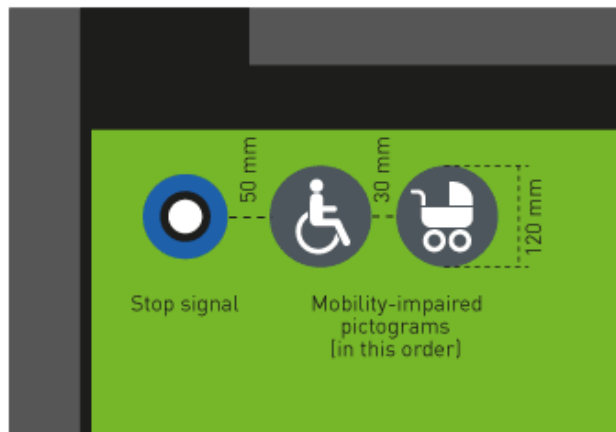 50 mm
30 mm
120 mm
Stop signal
Mobility-impaired
pictograms
(in this order)